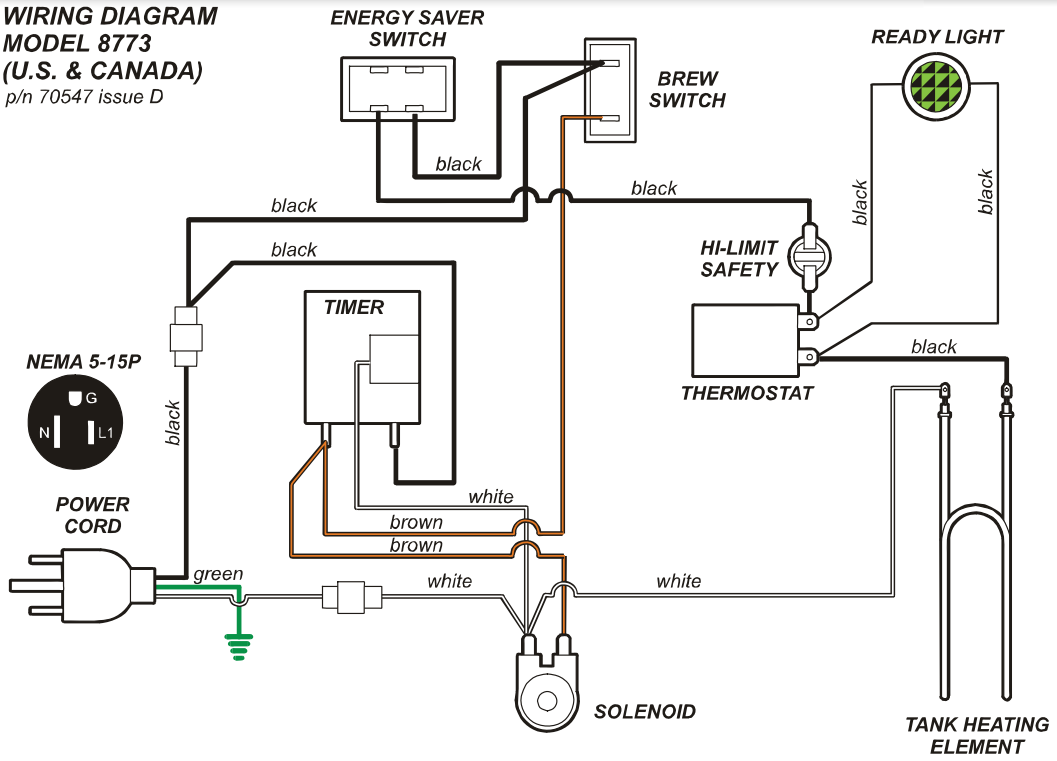 WIRING DIAGRAM
MODEL 8773
(U.S. & CANADA)
p/n 70547 issue D
ENERGY SAVER
SWITCH
BREW
SWITCH
READY LIGHT
black
black
black
black
black
black
HI-LIMIT
SAFETY
TIMER
THERMOSTAT
black
NEMA 5-15P
G
N
L1
black
POWER
CORD
white
brown
brown
green
white
white
SOLENOID
TANK HEATING
ELEMENT